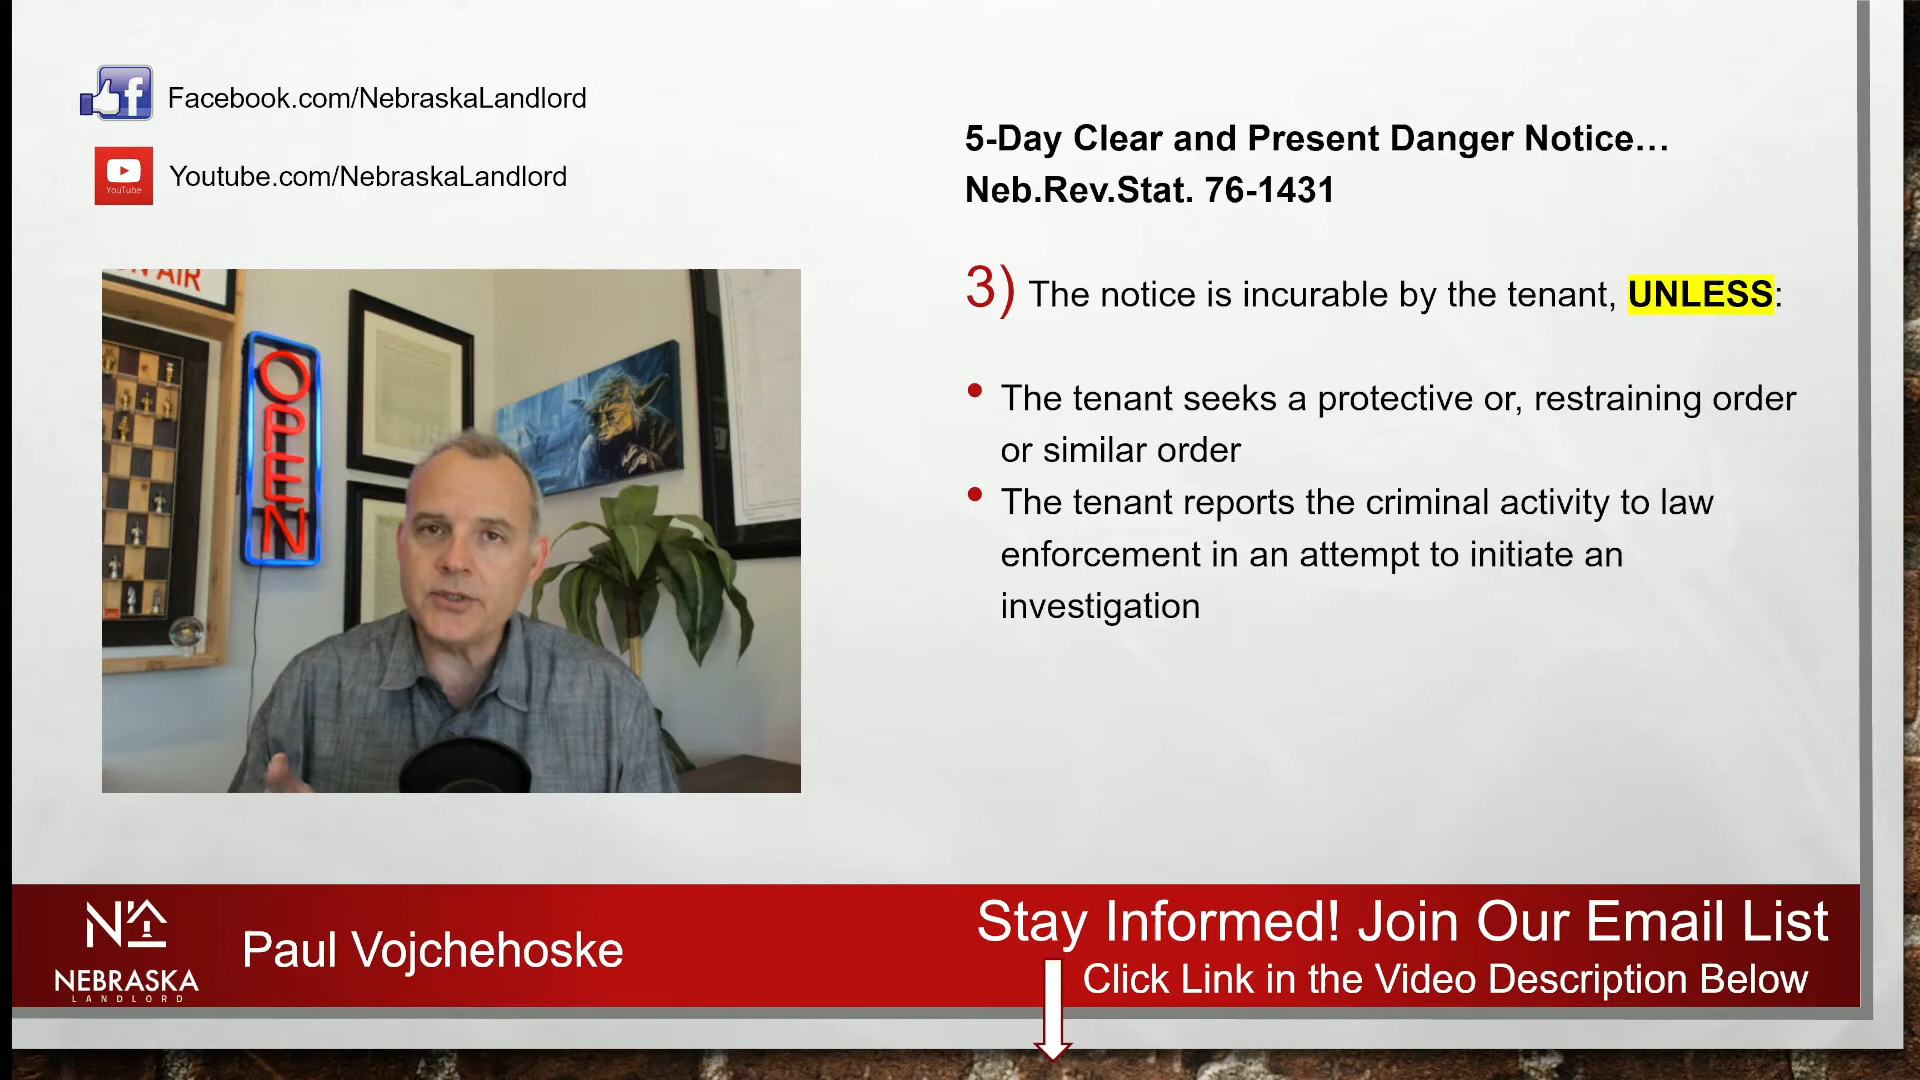 Facebook.com/NebraskaLandlord
YouTube
Youtube.com/NebraskaLandlord
5-Day Clear and Present Danger Notice…
Neb.Rev.Stat. 76-1431
3) The notice is incurable by the tenant, UNLESS:
• The tenant seeks a protective or, restraining order
or similar order
• The tenant reports the criminal activity to law
enforcement in an attempt to initiate an
investigation
AIR
OPEN
NEBRASKA
LANDLORD
Paul Vojchehoske
Stay Informed! Join Our Email List
Click Link in the Video Description Below